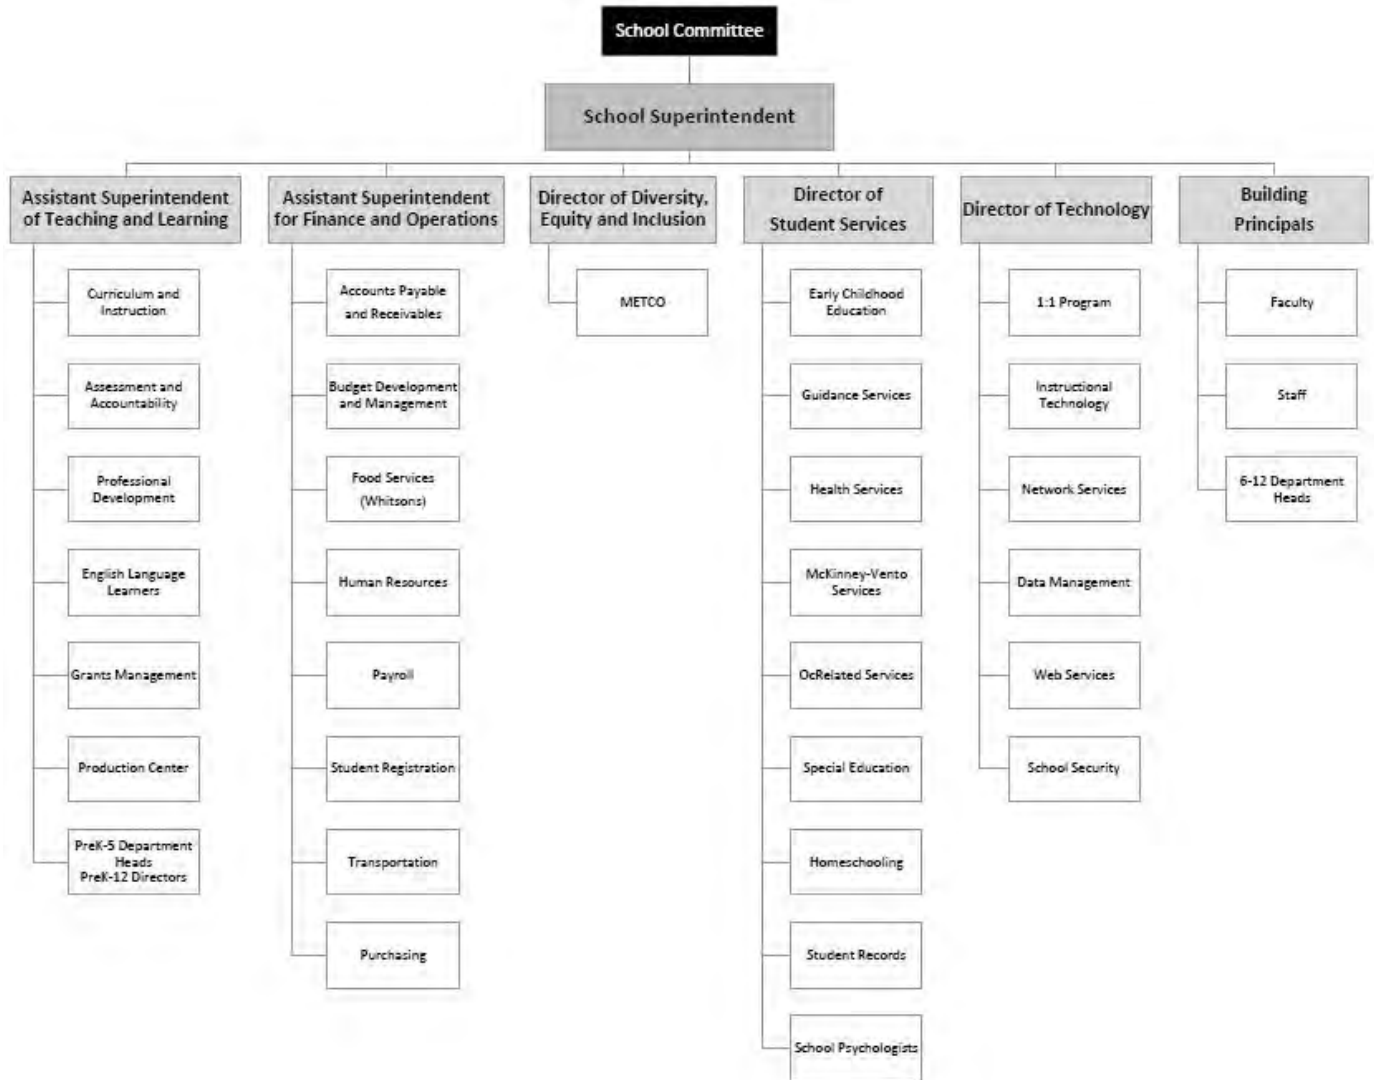 School Committee
School Superintendent
Assistant Superintendent
of Teaching and Learning
Curriculum and
Instruction
Assessment and
Accountability
Professional
Development
English Language
Learners
Grants Management
Production Center
PreK-5 Department
Heads
PreK-12 Directors
Assistant Superintendent
for Finance and Operations
Accounts Payable
and Receivables
Budget Development
and Management
Food Services
(Whitsons)
Human Resources
Payroll
Student Registration
Transportation
Purchasing
Director of Diversity,
Equity and Inclusion
METCO
Director of
Student Services
Early Childhood
Education
Guidance Services
Health Services
McKinney-Vento
Services
OcRelated Services
Special Education
Homeschooling
Student Records
School Psychologists
Director of Technology
1:1 Program
Instructional
Technology
Network Services
Data Management
Web Services
School Security
Building
Principals
Faculty
Staff
6-12 Department
Heads